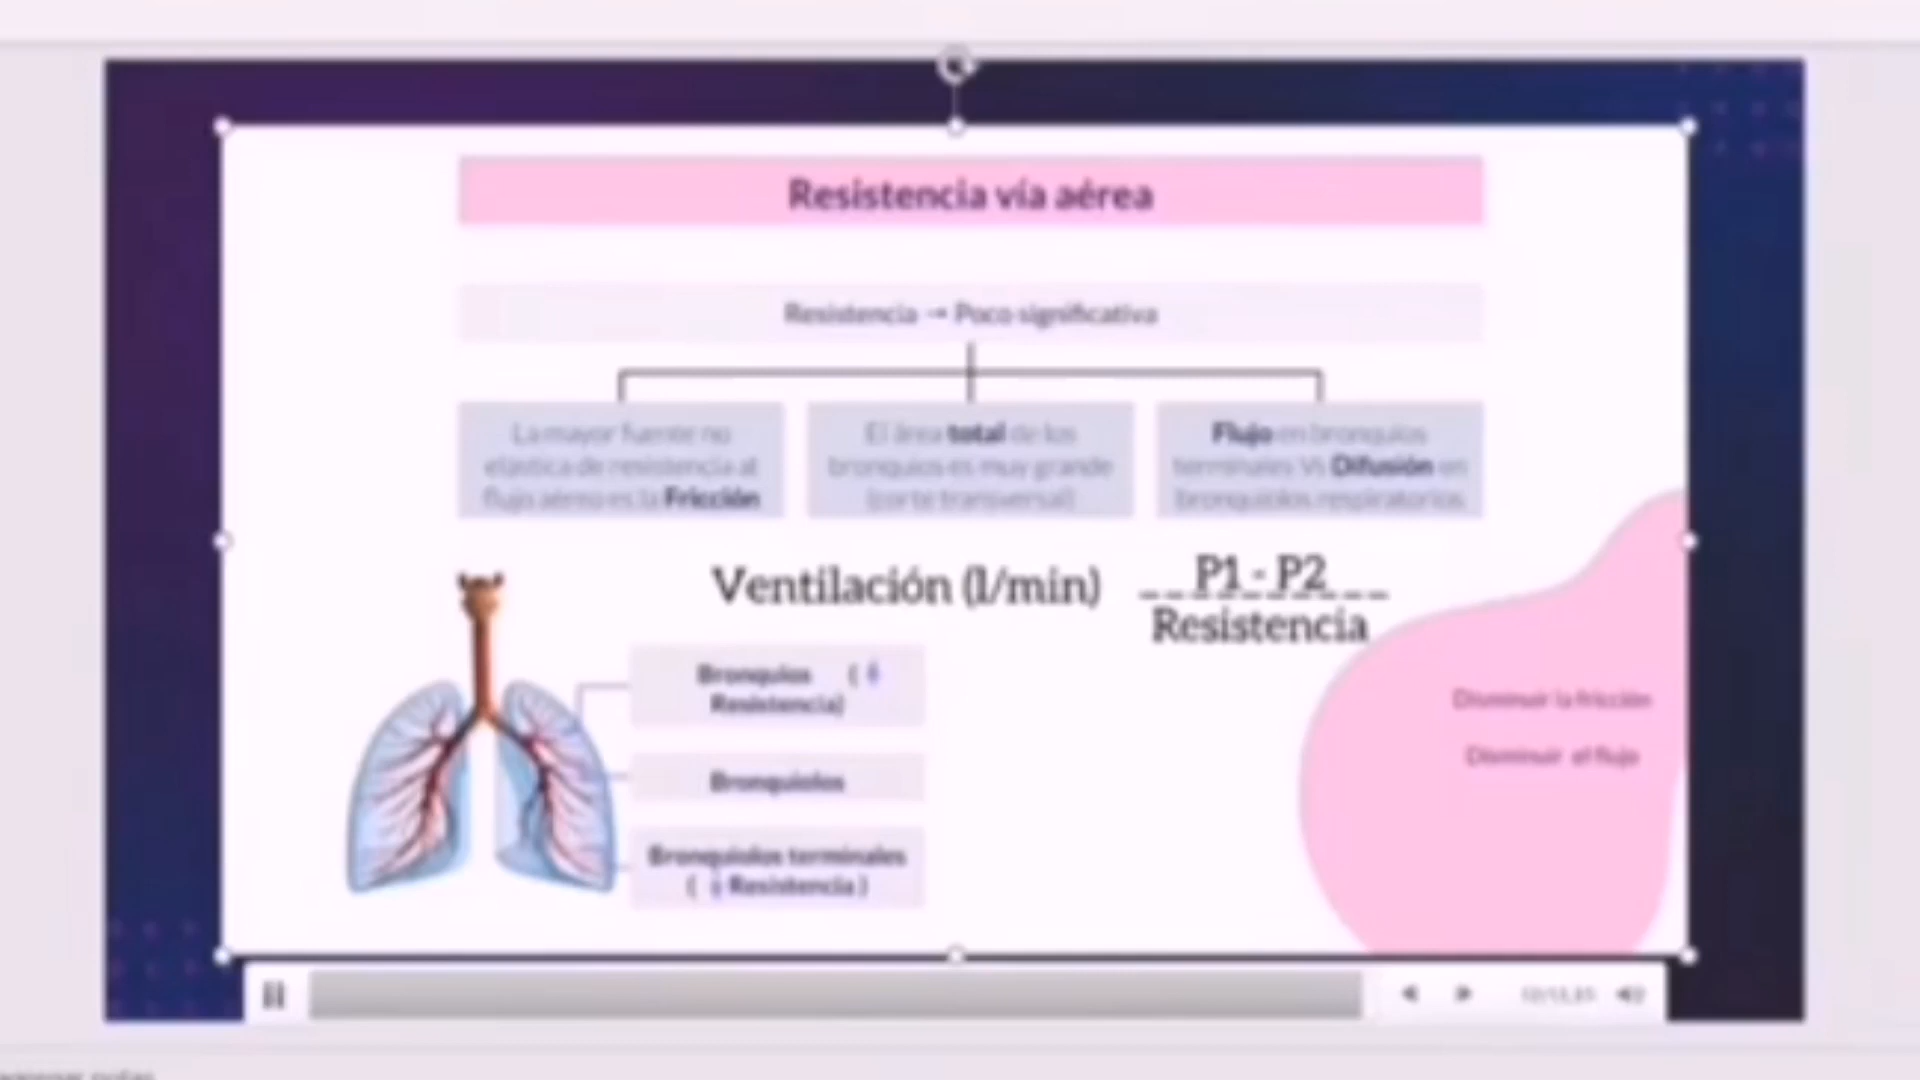 Resistencia vía aérea
Resistencia → Poco significativa
La mayor fuente no
elástica de resistencia al
flujo aéreo es la Fricción
El área total de los
bronquios es muy grande
(corte transversal)
Flujo en bronquios
terminales Vs Difusión en
bronquiolos respiratorios
Ventilación (l/min)
P1 - P2
Resistencia
Bronquios (
Resistencia)
Bronquiolos
Bronquiolos terminales
( Resistencia )
Disminuir la fricción
Disminuir el flujo